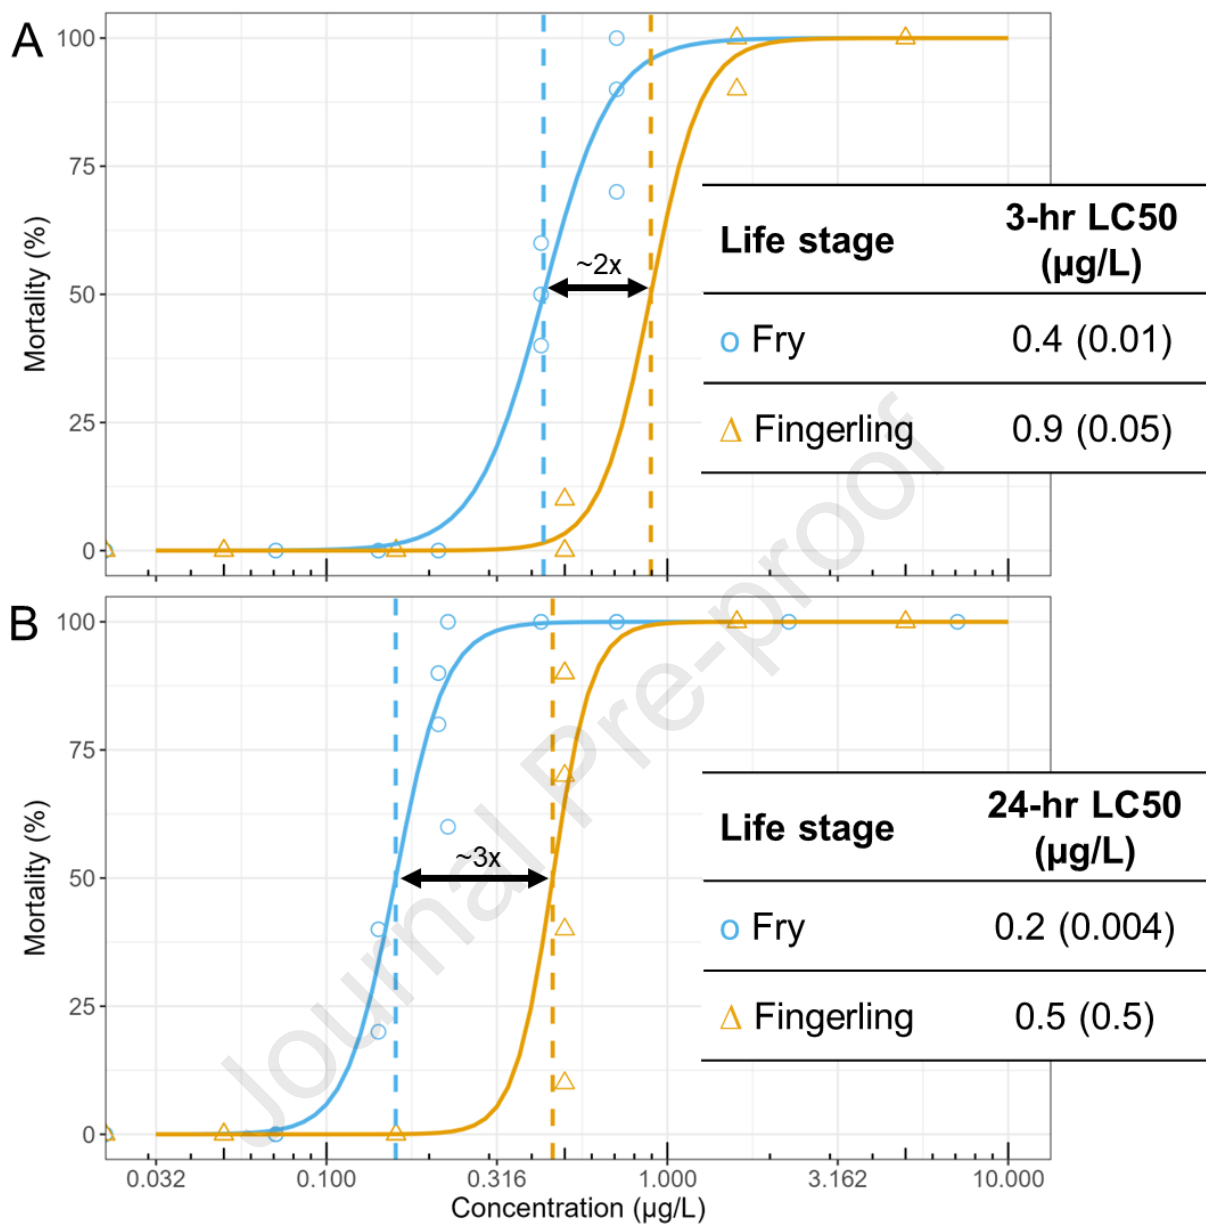 A
100
75
50
25
0
Mortality (%)
~2x
Life stage 3-hr LC50 (µg/L)
o Fry 0.4 (0.01)
Δ Fingerling 0.9 (0.05)
B
100
75
50
25
0
Mortality (%)
~3x
Life stage 24-hr LC50 (µg/L)
o Fry 0.2 (0.004)
Δ Fingerling 0.5 (0.5)
0.032 0.100 0.316 1.000 3.162 10.000
Concentration (µg/L)
Journal Pre-proof